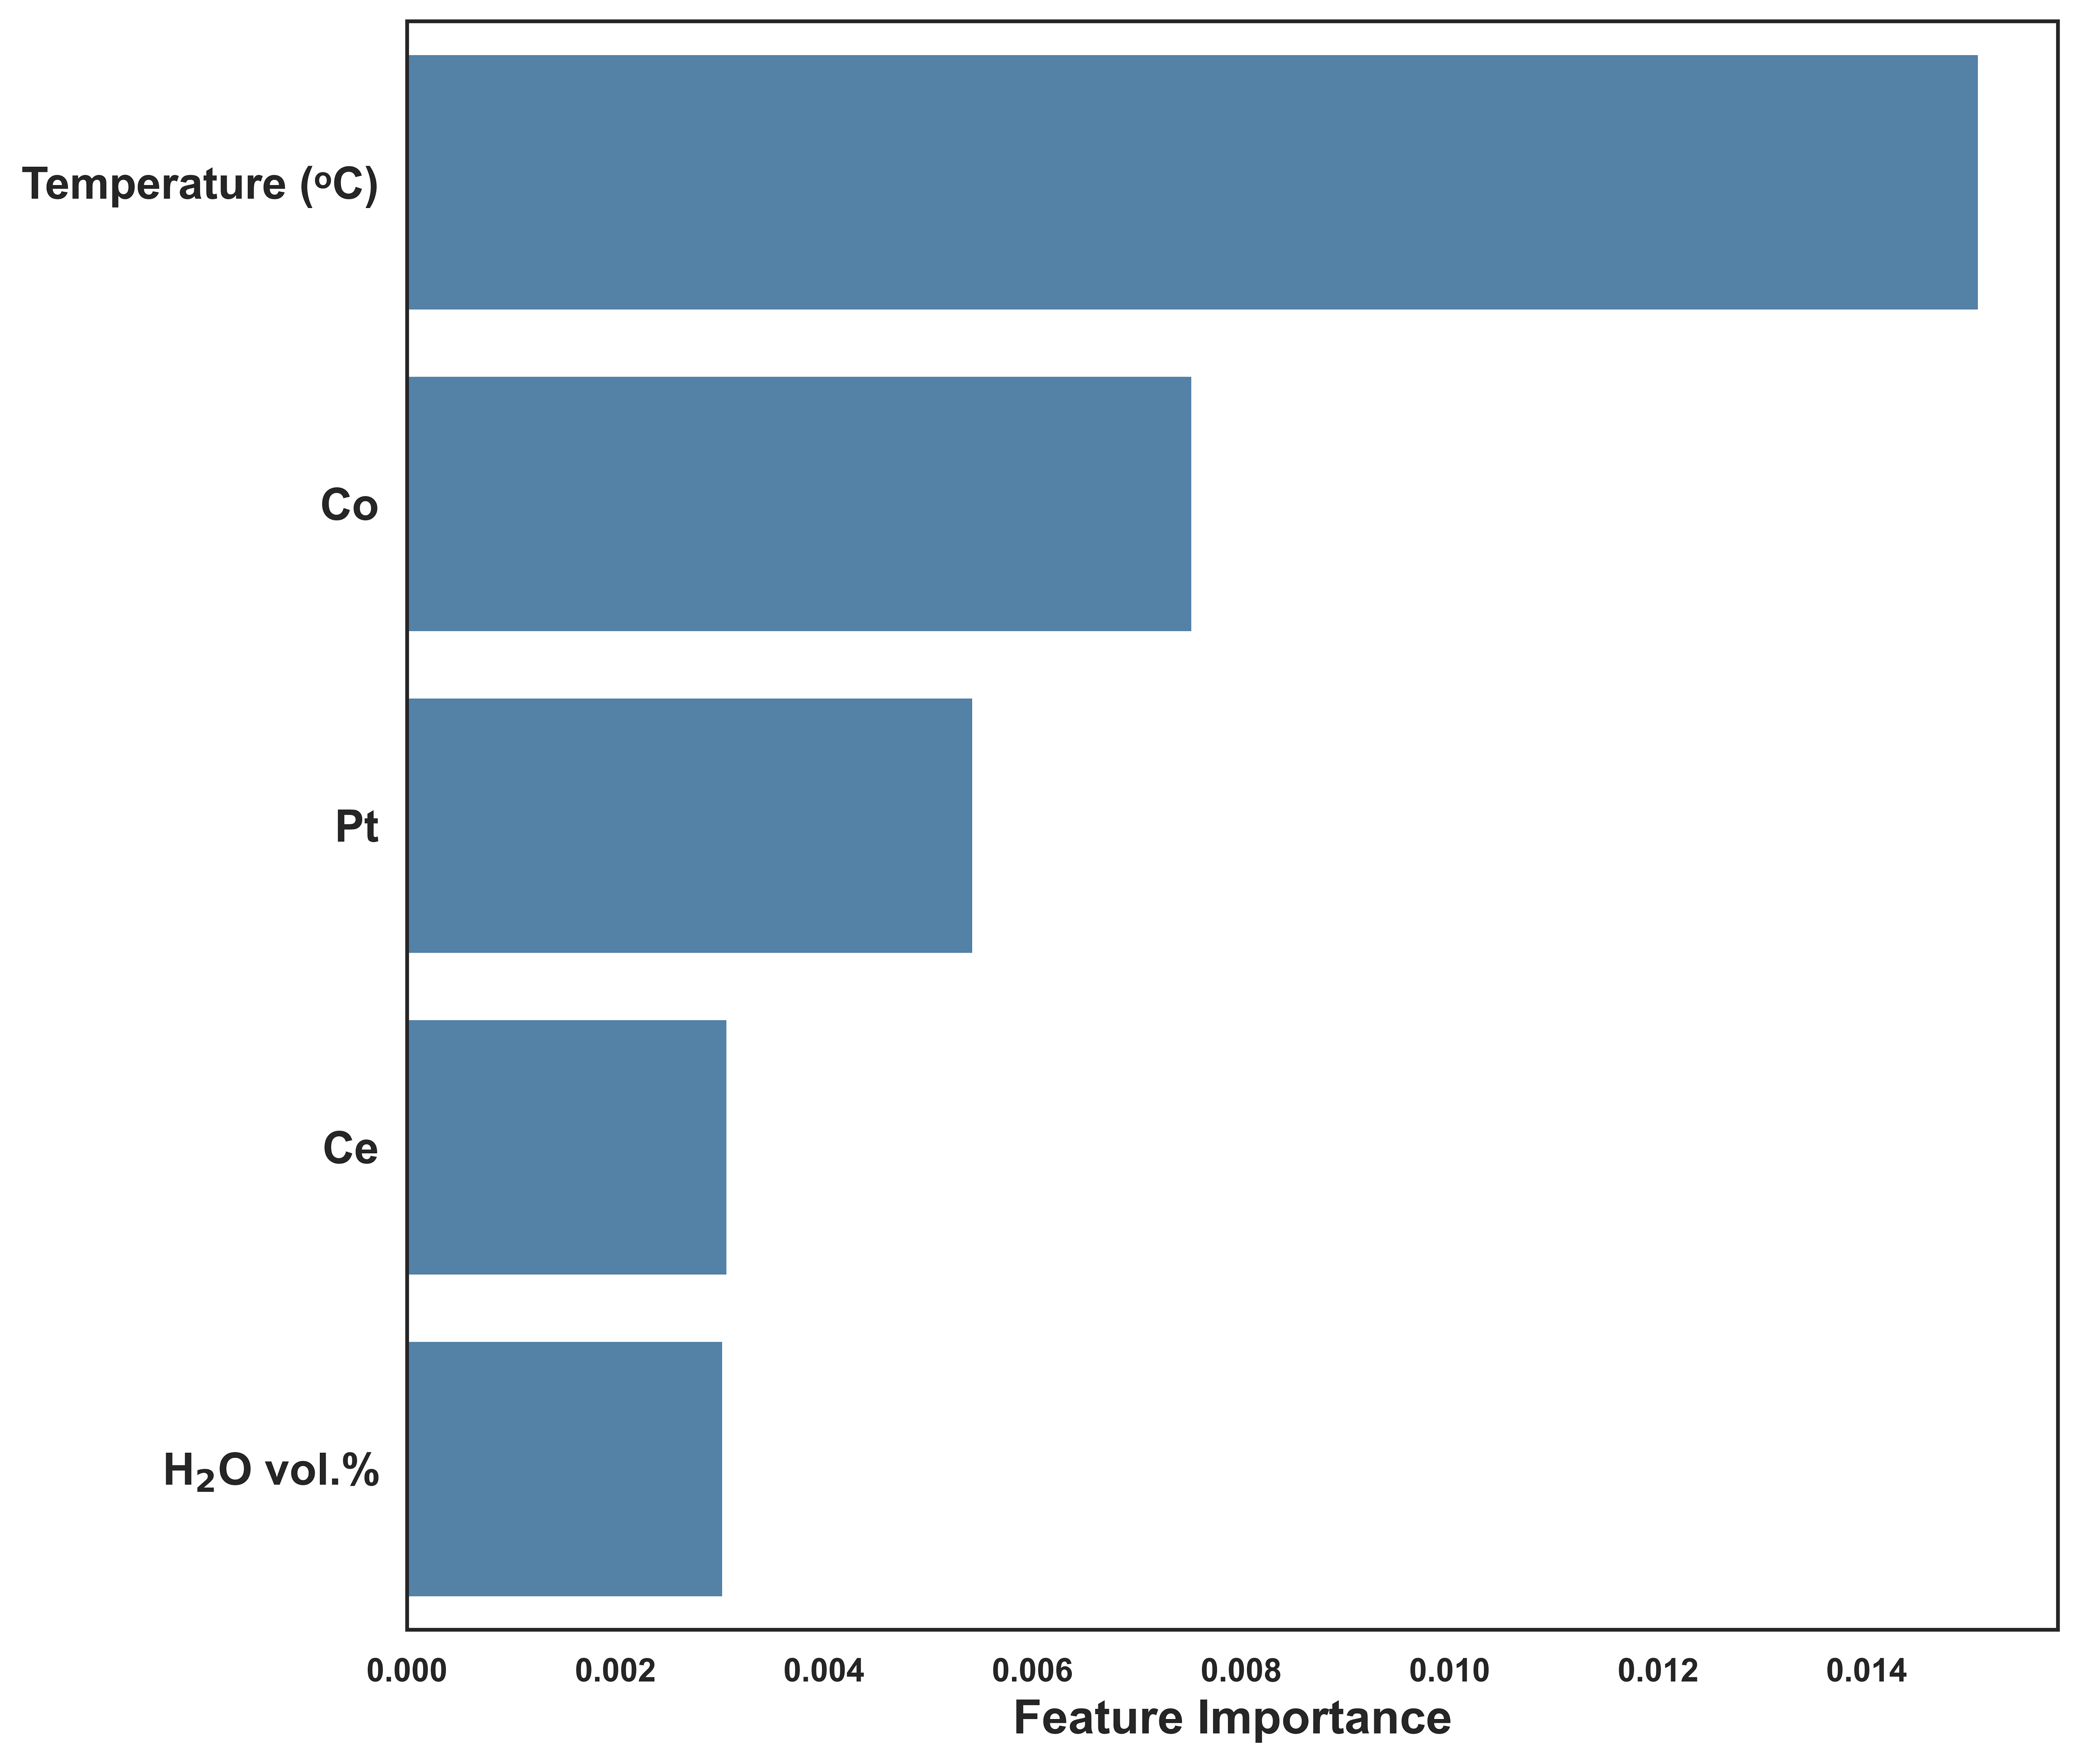 Temperature (ᵒC)
Co
Pt
Ce
H₂O vol.%
0.000 0.002 0.004 0.006 0.008 0.010 0.012 0.014
Feature Importance